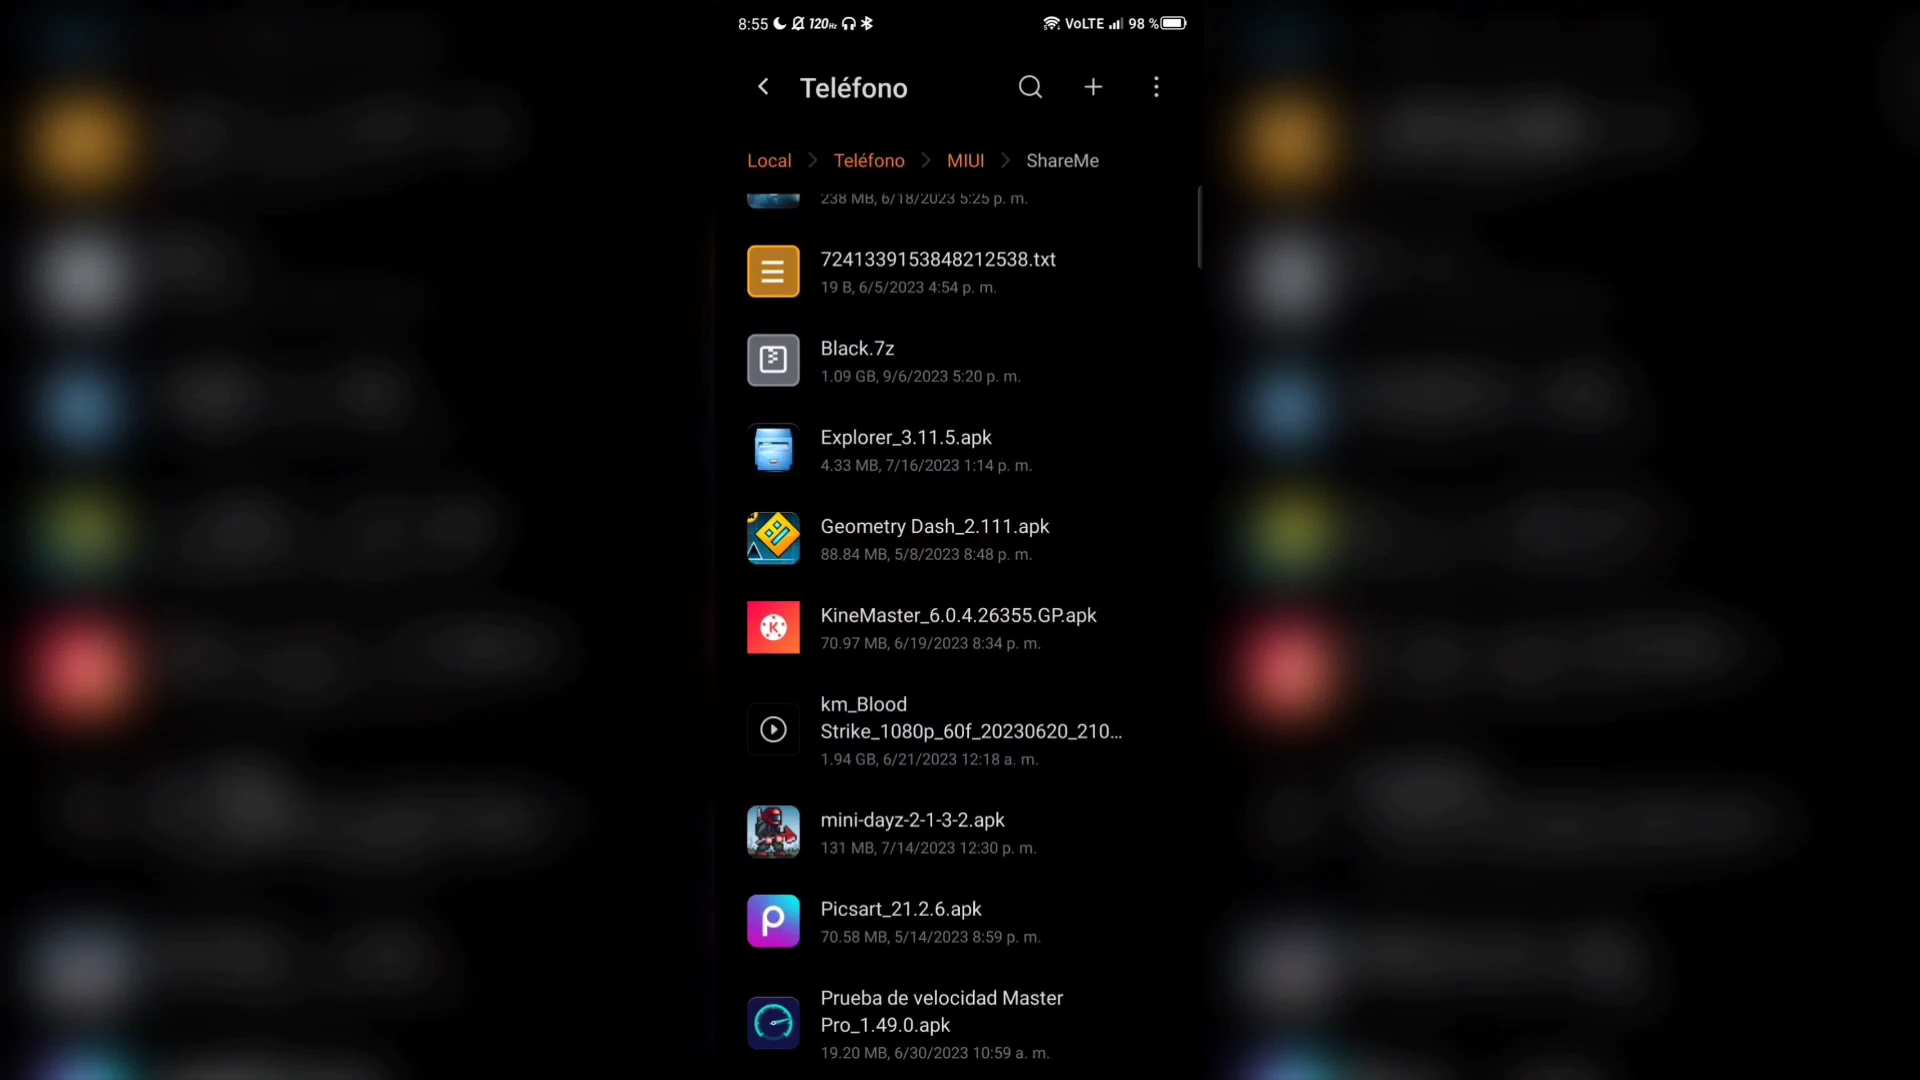 8:55 120Hz VoLTE 98 %
Teléfono
Local Teléfono MIUI ShareMe
238 MB, 6/18/2023 5:25 p. m.
7241339153848212538.txt
19 B, 6/5/2023 4:54 p. m.
Black.7z
1.09 GB, 9/6/2023 5:20 p. m.
Explorer_3.11.5.apk
4.33 MB, 7/16/2023 1:14 p. m.
Geometry Dash_2.111.apk
88.84 MB, 5/8/2023 8:48 p. m.
KineMaster_6.0.4.26355.GP.apk
70.97 MB, 6/19/2023 8:34 p. m.
km_Blood
Strike_1080p_60f_20230620_210...
1.94 GB, 6/21/2023 12:18 a. m.
mini-dayz-2-1-3-2.apk
131 MB, 7/14/2023 12:30 p. m.
Picsart_21.2.6.apk
70.58 MB, 5/14/2023 8:59 p. m.
Prueba de velocidad Master
Pro_1.49.0.apk
19.20 MB, 6/30/2023 10:59 a. m.